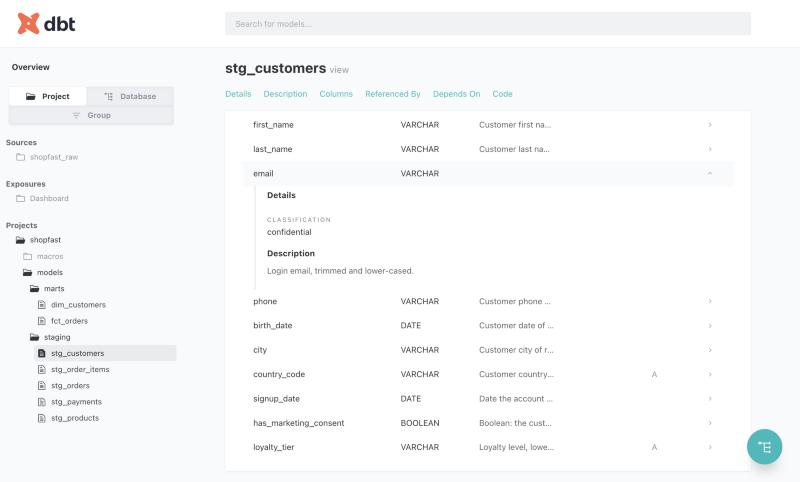 dbt
Search for models...
Overview
Project
Database
Group
Sources
shopfast_raw
Exposures
Dashboard
Projects
shopfast
macros
models
marts
dim_customers
fct_orders
staging
stg_customers
stg_order_items
stg_orders
stg_payments
stg_products
stg_customers view
Details Description Columns Referenced By Depends On Code
first_name VARCHAR Customer first na...
last_name VARCHAR Customer last na...
email VARCHAR
Details
CLASSIFICATION
confidential
Description
Login email, trimmed and lower-cased.
phone VARCHAR Customer phone ...
birth_date DATE Customer date of ...
city VARCHAR Customer city of r...
country_code VARCHAR Customer country... A
signup_date DATE Date the account ...
has_marketing_consent BOOLEAN Boolean: the cust...
loyalty_tier VARCHAR Loyalty level, lowe... A